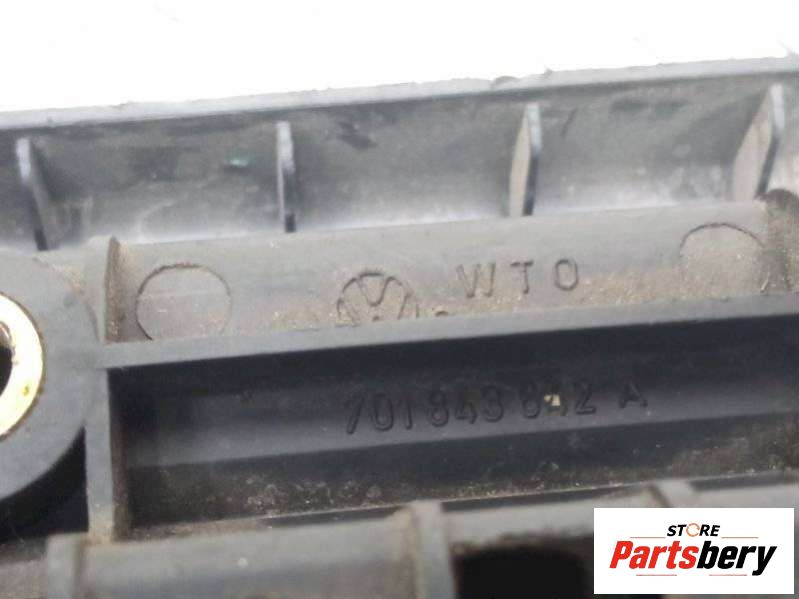 WTO
701 843 842 A
STORE
Partsbery